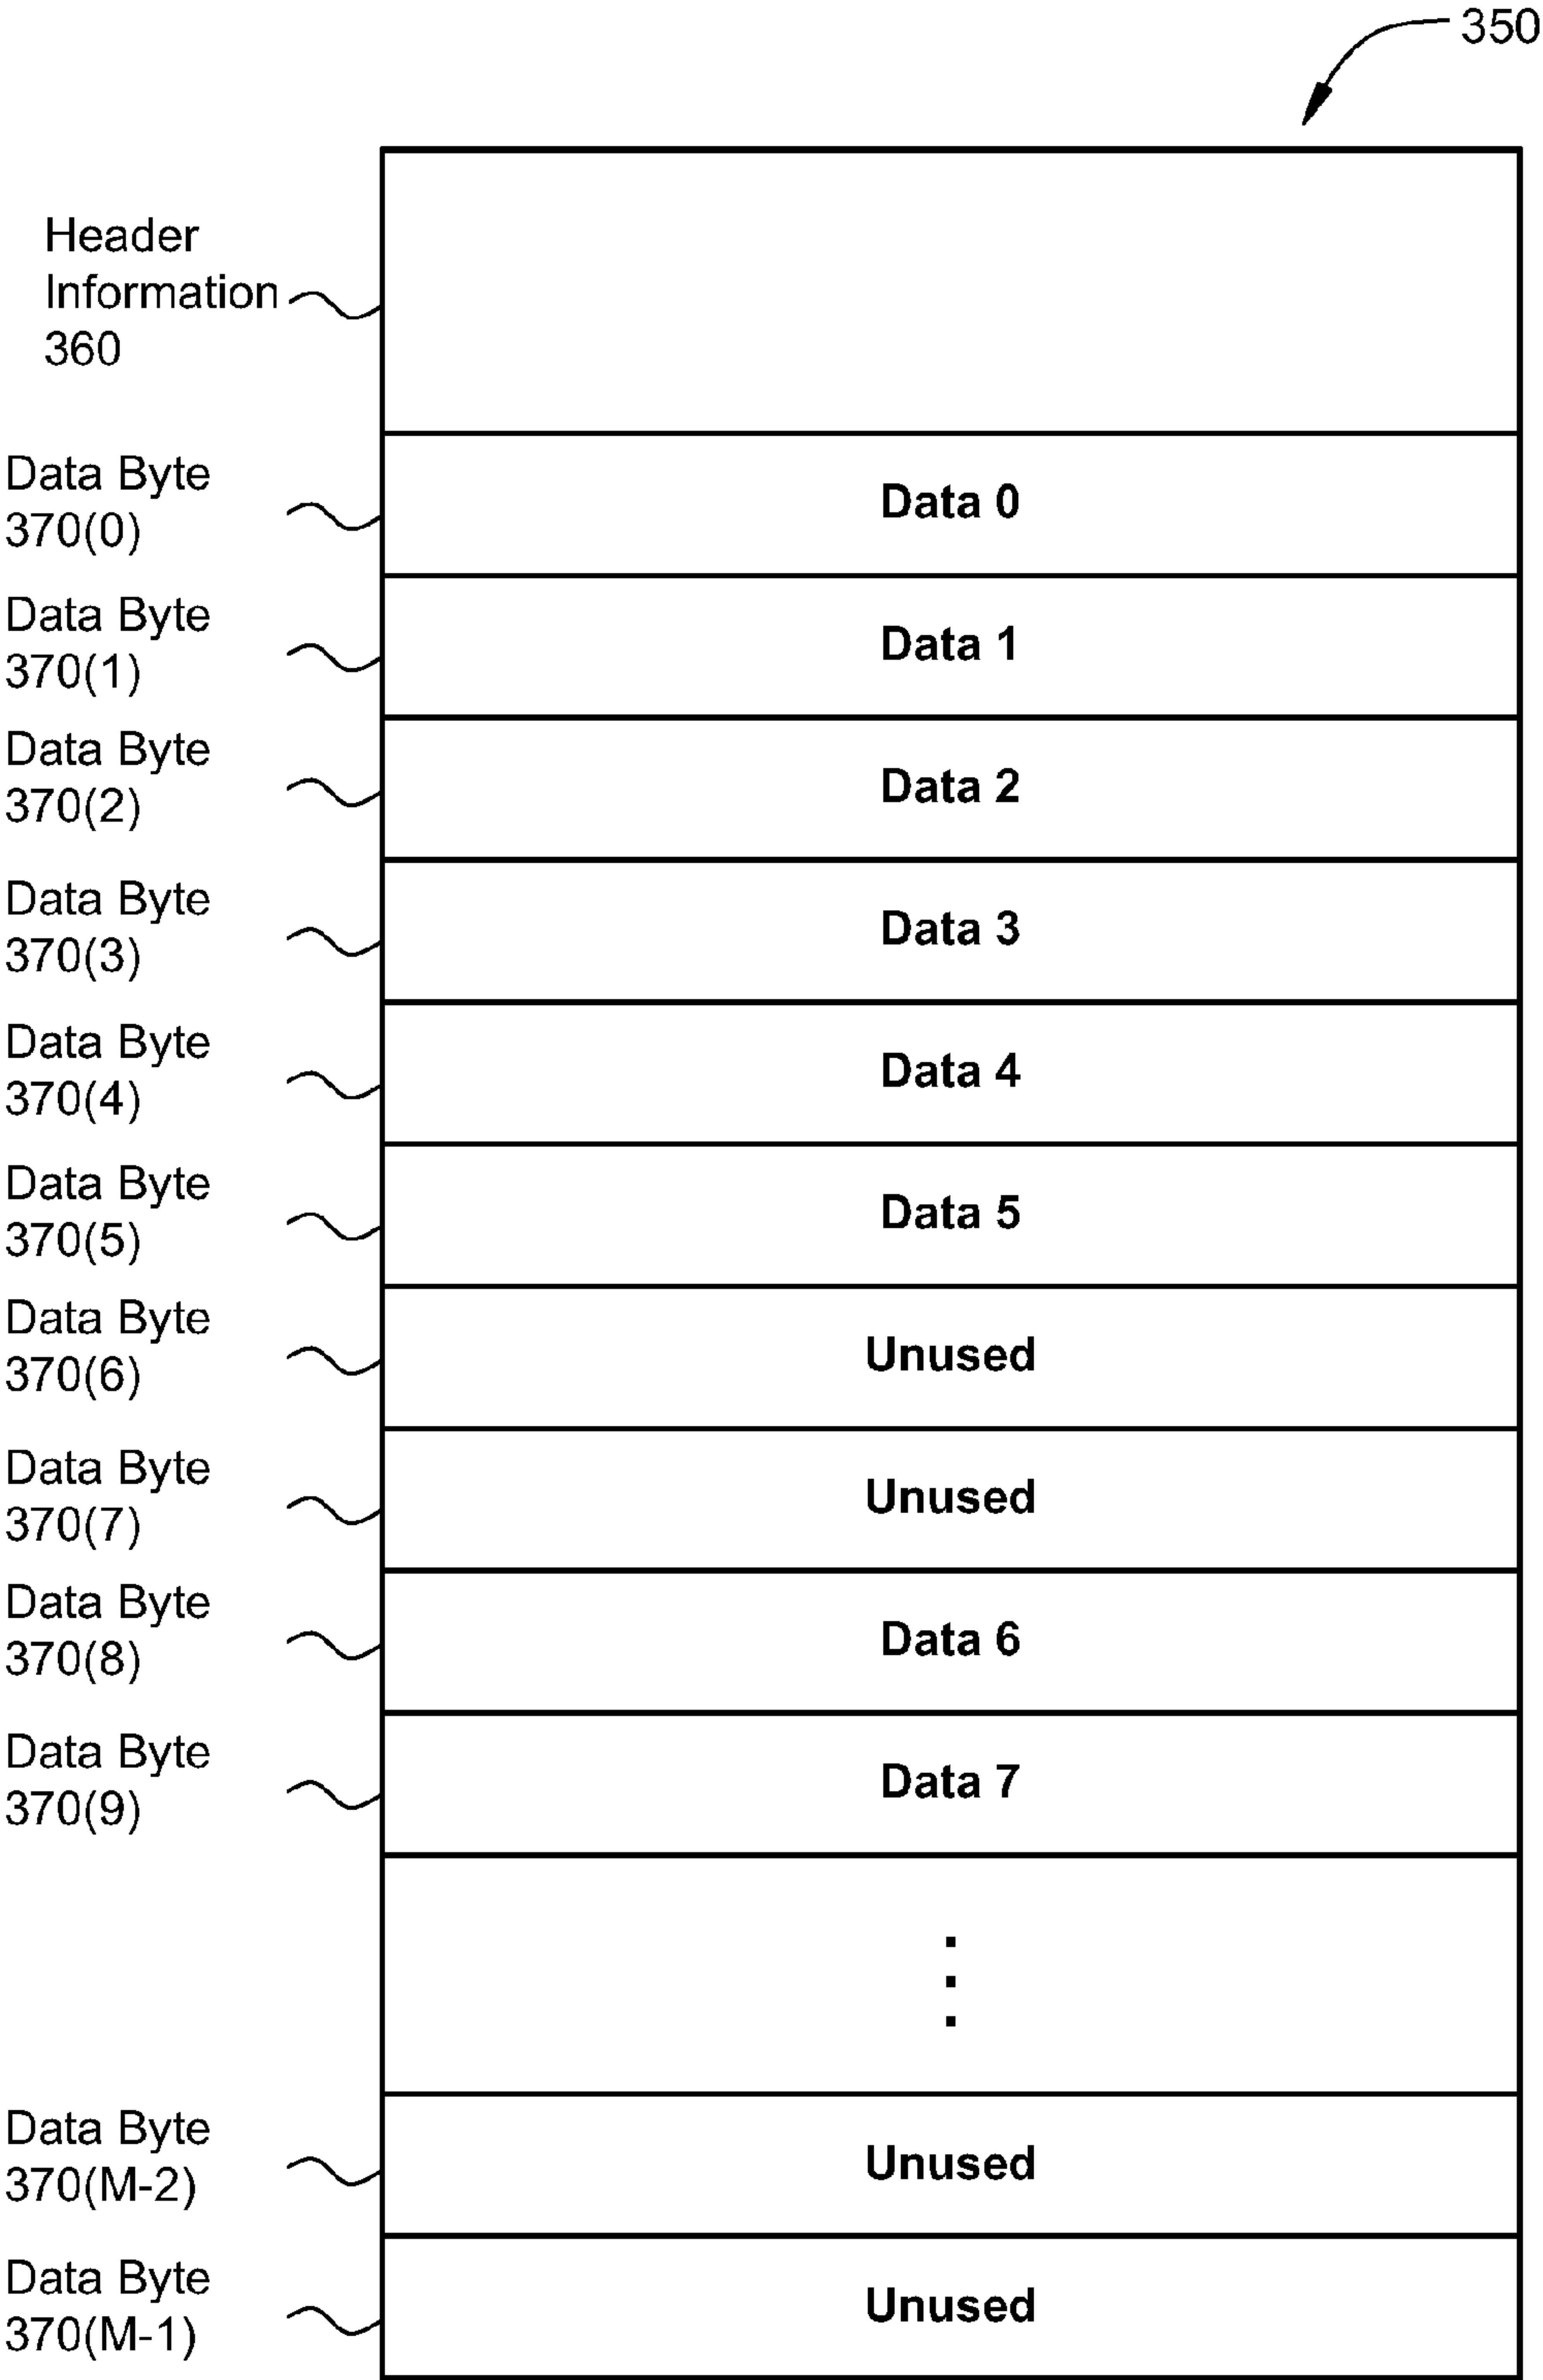 350
Header
Information
360
Data Byte
370(0)
Data 0
Data Byte
370(1)
Data 1
Data Byte
370(2)
Data 2
Data Byte
370(3)
Data 3
Data Byte
370(4)
Data 4
Data Byte
370(5)
Data 5
Data Byte
370(6)
Unused
Data Byte
370(7)
Unused
Data Byte
370(8)
Data 6
Data Byte
370(9)
Data 7
Data Byte
370(M-2)
Unused
Data Byte
370(M-1)
Unused